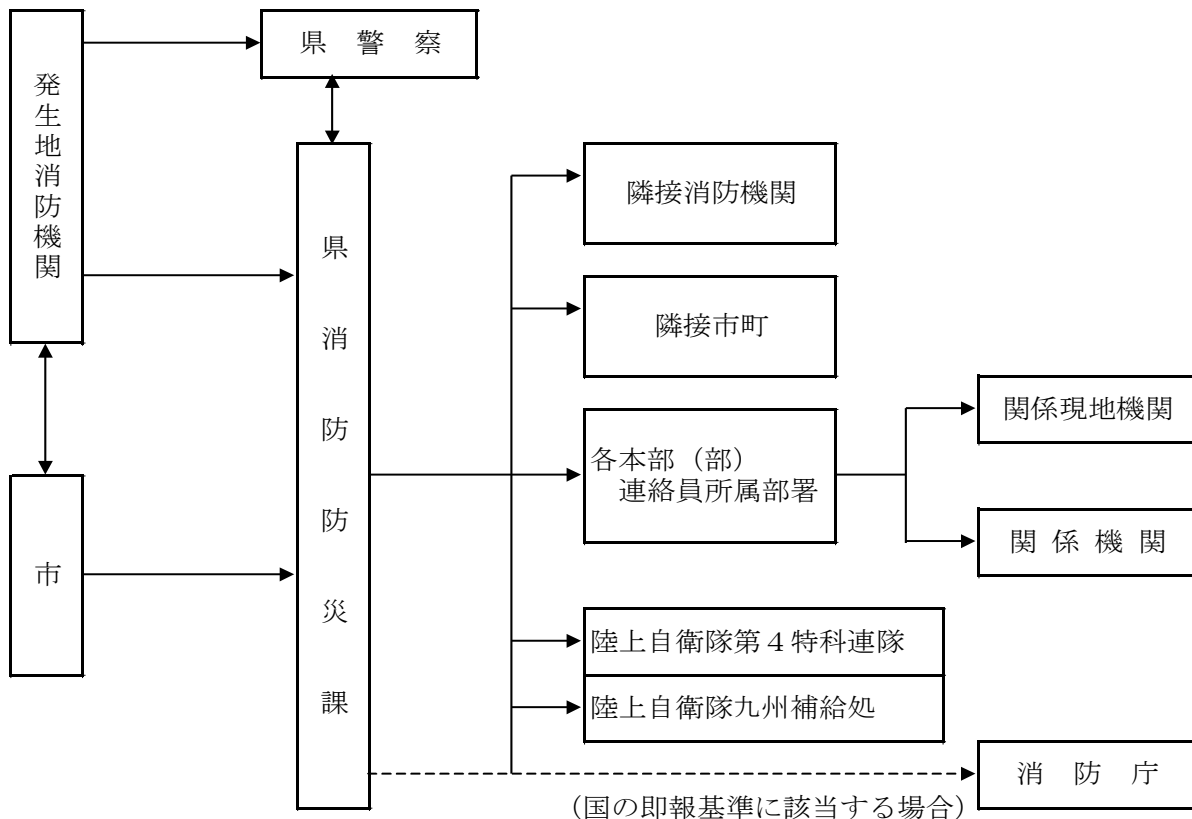 発生地消防機関
県警察
県消防防災課
隣接消防機関
隣接市町
各本部（部）
連絡員所属部署
関係現地機関
関係機関
市
陸上自衛隊第４特科連隊
陸上自衛隊九州補給処
消防庁
（国の即報基準に該当する場合）